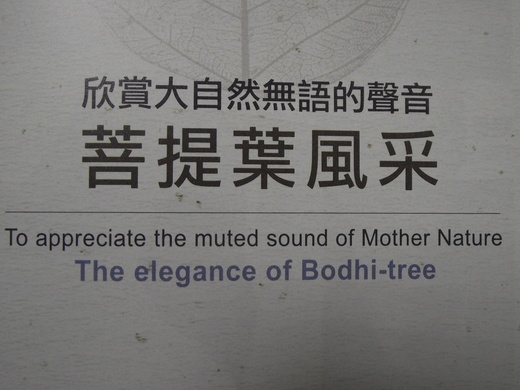 欣賞大自然無語的聲音
菩提葉風采
To appreciate the muted sound of Mother Nature
The elegance of Bodhi-tree